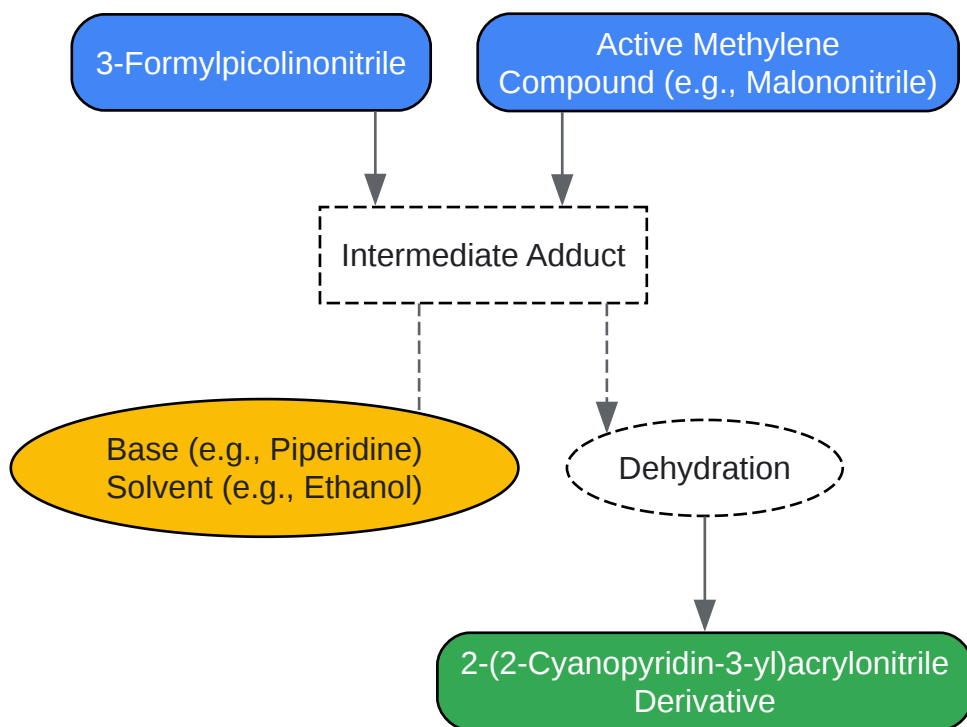 3-Formylpicolinonitrile
Active Methylene
Compound (e.g., Malononitrile)
Intermediate Adduct
Base (e.g., Piperidine)
Solvent (e.g., Ethanol)
Dehydration
2-(2-Cyanopyridin-3-yl)acrylonitrile
Derivative